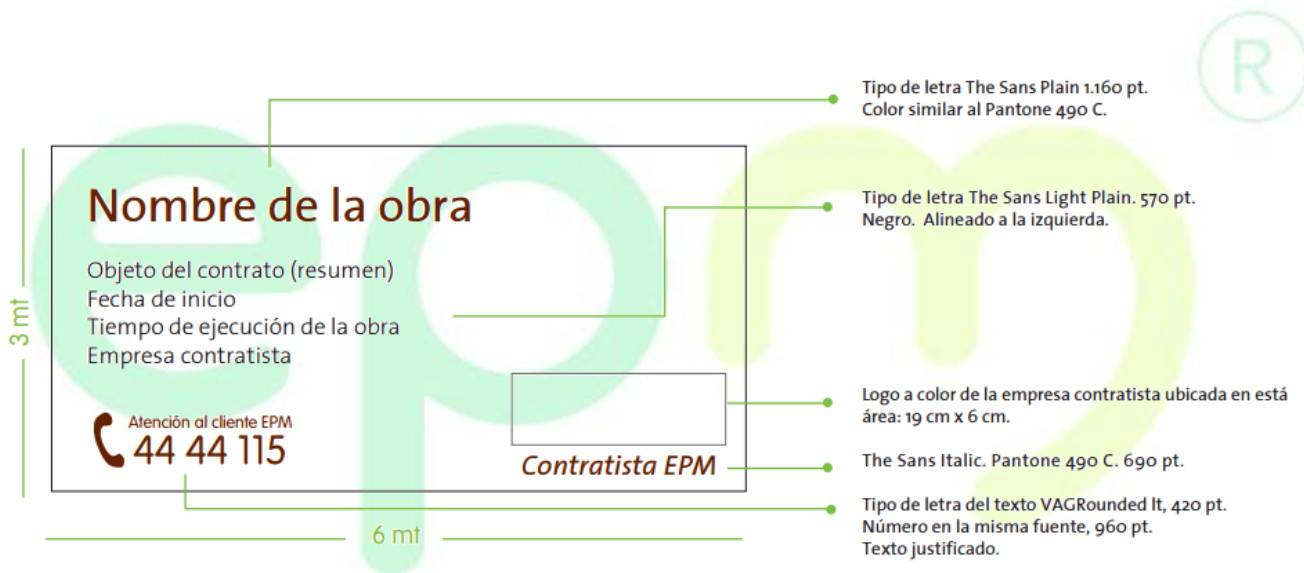 epm
®
Tipo de letra The Sans Plain 1.160 pt.
Color similar al Pantone 490 C.
Nombre de la obra
Tipo de letra The Sans Light Plain. 570 pt.
Negro. Alineado a la izquierda.
Objeto del contrato (resumen)
Fecha de inicio
Tiempo de ejecución de la obra
Empresa contratista
3 mt
Logo a color de la empresa contratista ubicada en está
área: 19 cm x 6 cm.
Atención al cliente EPM
44 44 115
Contratista EPM
The Sans Italic. Pantone 490 C. 690 pt.
Tipo de letra del texto VAGRounded lt, 420 pt.
Número en la misma fuente, 960 pt.
Texto justificado.
6 mt